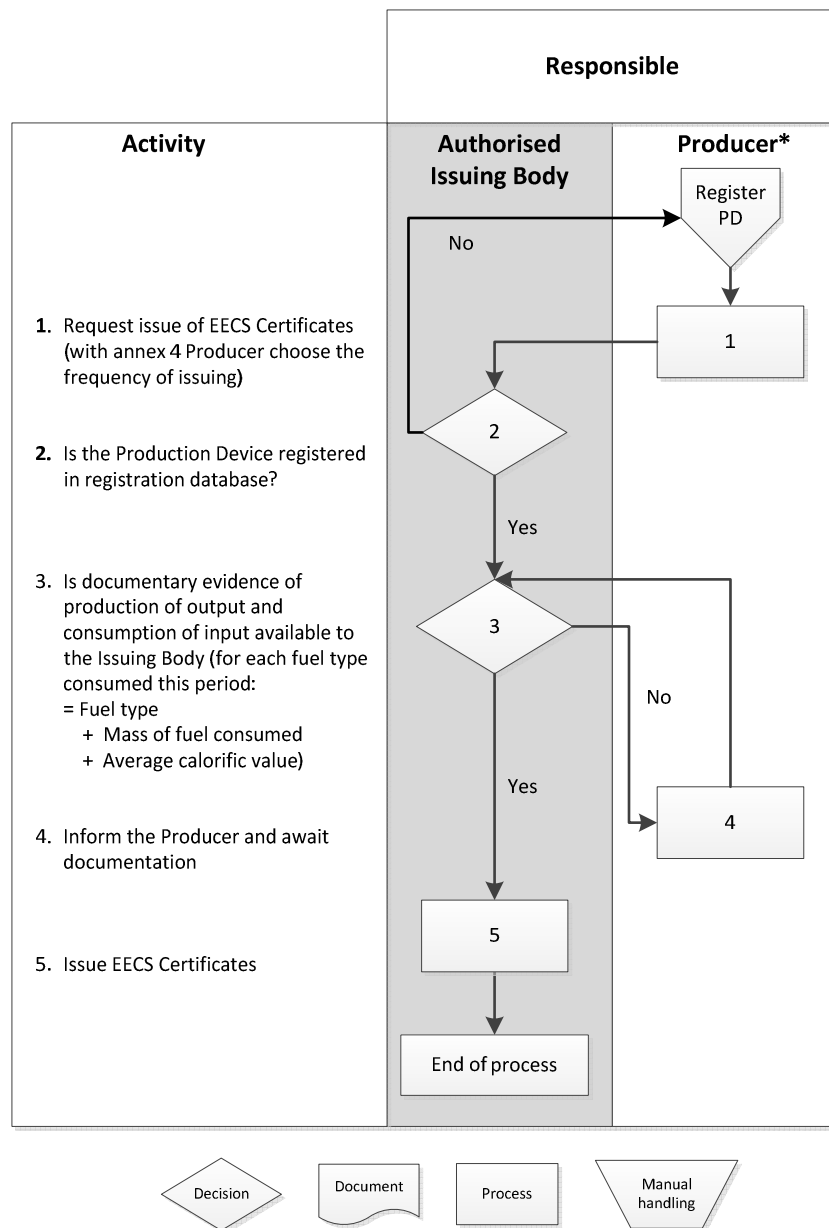 Responsible
Activity
Authorised
Issuing Body
Producer*
Register
PD
No
1. Request issue of EECS Certificates
(with annex 4 Producer choose the
frequency of issuing)
1
2
2. Is the Production Device registered
in registration database?
Yes
3. Is documentary evidence of
production of output and
consumption of input available to
the Issuing Body (for each fuel type
consumed this period:
= Fuel type
+ Mass of fuel consumed
+ Average calorific value)
3
No
Yes
4
4. Inform the Producer and await
documentation
5
5. Issue EECS Certificates
End of process
Decision
Document
Process
Manual
handling